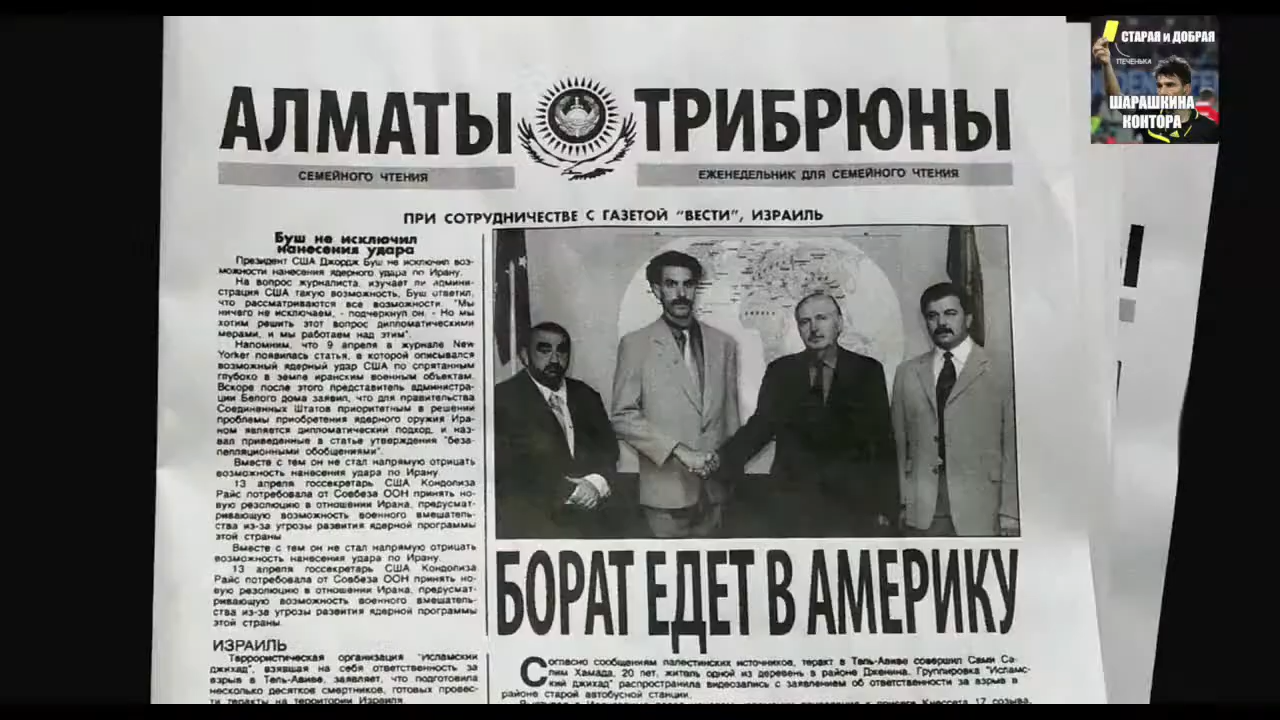 СТАРАЯ и ДОБРАЯ
ПЕЧЕНЬКА
ШАРАШКИНА
КОНТОРА
АЛМАТЫ ТРИБРЮНЫ
СЕМЕЙНОГО ЧТЕНИЯ
ЕЖЕНЕДЕЛЬНИК ДЛЯ СЕМЕЙНОГО ЧТЕНИЯ
ПРИ СОТРУДНИЧЕСТВЕ С ГАЗЕТОЙ "ВЕСТИ", ИЗРАИЛЬ
Буш не исключил
нанесения удара
Президент США Джордж Буш не исключил воз-
можности нанесения ядерного удара по Ирану.
На вопрос журналиста, изучает ли админи-
страция США такую возможность, Буш ответил,
что рассматриваются все возможности. "Мы
ничего не исключаем, - подчеркнул он. - Но мы
хотим решить этот вопрос дипломатическими
мерами, и мы работаем над этим".
Напомним, что 9 апреля в журнале New
Yorker появилась статья, в которой описывался
возможный ядерный удар США по спрятанным
глубоко в земле иранским военным объектам.
Вскоре после этого представитель администра-
ции Белого дома заявил, что для правительства
Соединенных Штатов приоритетным в решении
проблемы приобретения ядерного оружия Ира-
ном является дипломатический подход, и наз-
вал приведенные в статье утверждения "беза-
пелляционными обобщениями".
Вместе с тем он не стал напрямую отрицать
возможность нанесения удара по Ирану.
13 апреля госсекретарь США Кондолиза
Райс потребовала от Совбеза ООН принять но-
вую резолюцию в отношении Ирана, предусмат-
ривающую возможность военного вмешатель-
ства из-за угрозы развития ядерной программы
этой страны
Вместе с тем он не стал напрямую отрицать
возможность нанесения удара по Ирану.
13 апреля госсекретарь США Кондолиза
Райс потребовала от Совбеза ООН принять но-
вую резолюцию в отношении Ирана, предусмат-
ривающую возможность военного вмешатель-
ства из-за угрозы развития ядерной программы
этой страны.
ИЗРАИЛЬ
Террористическая организация "Исламский
джихад", взявшая на себя ответственность за
взрыв в Тель-Авиве, заявляет, что подготовила
несколько десятков смертников, готовых провес-
ти теракты на территории Израиля
БОРАТ ЕДЕТ В АМЕРИКУ
Согласно сообщениям палестинских источников, теракт в Тель-Авиве совершил Сами Са-
лим Хамада, 20 лет, житель одной из деревень в районе Дженина. Группировка "Ислам-
ский джихад" распространила видеозапись с заявлением об ответственности за взрыв в
районе старой автобусной станции.